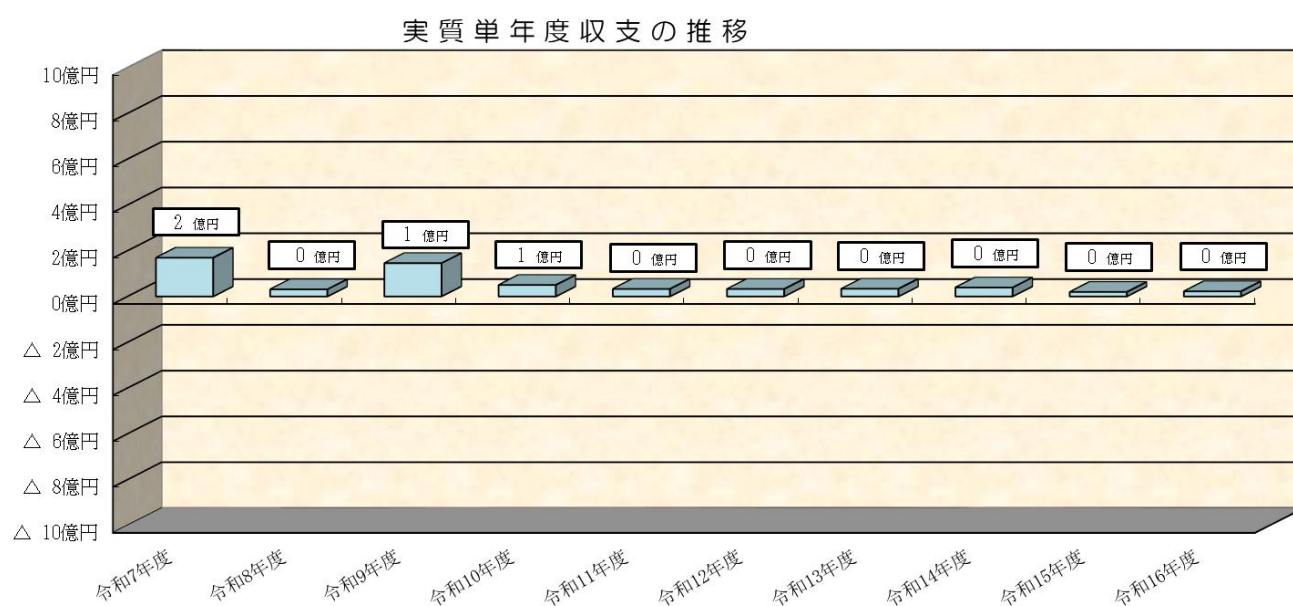 実質単年度収支の推移
10億円
8億円
6億円
4億円
2億円
0億円
△ 2億円
△ 4億円
△ 6億円
△ 8億円
△ 10億円
2 億円
0 億円
1 億円
1 億円
0 億円
0 億円
0 億円
0 億円
0 億円
0 億円
令和7年度
令和8年度
令和9年度
令和10年度
令和11年度
令和12年度
令和13年度
令和14年度
令和15年度
令和16年度